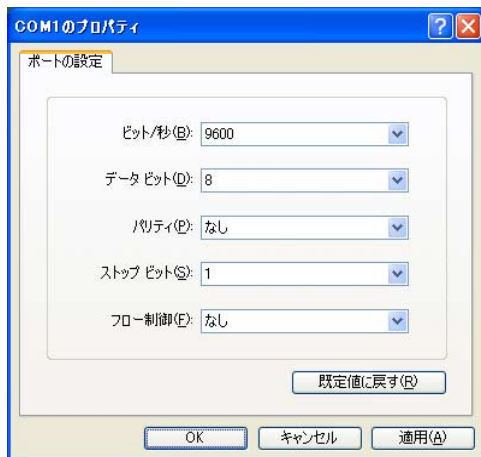 COM1のプロパティ
ポートの設定
ビット/秒(B): 9600
データ ビット(D): 8
パリティ(P): なし
ストップ ビット(S): 1
フロー制御(F): なし
既定値に戻す(R)
OK キャンセル 適用(A)